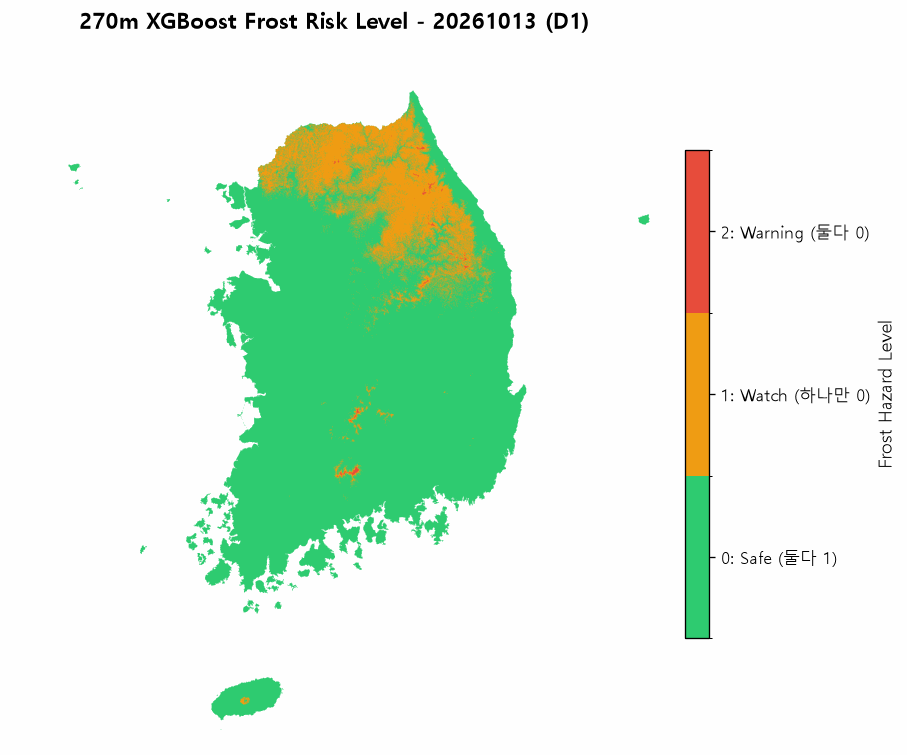 270m XGBoost Frost Risk Level - 20261013 (D1)
2: Warning (둘다 0)
1: Watch (하나만 0)
0: Safe (둘다 1)
Frost Hazard Level